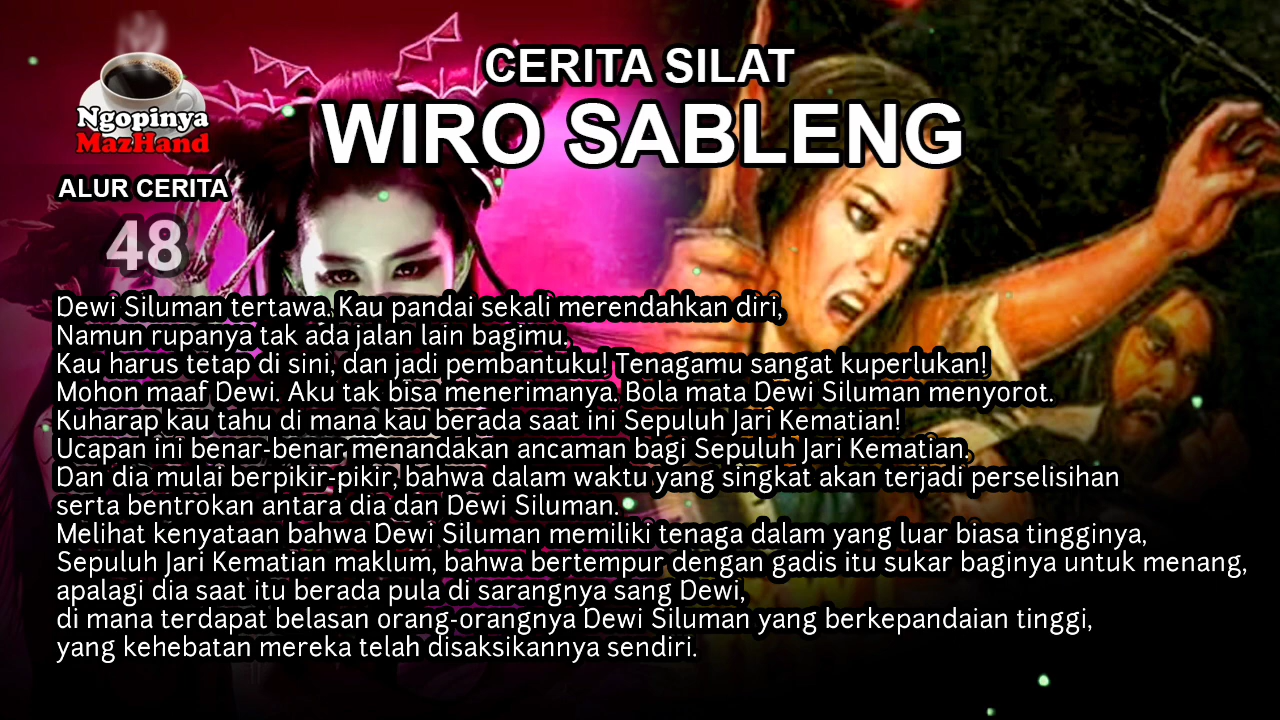 CERITA SILAT
WIRO SABLENG
Ngopinya
MazHand
ALUR CERITA
48
Dewi Siluman tertawa. Kau pandai sekali merendahkan diri,
Namun rupanya tak ada jalan lain bagimu.
Kau harus tetap di sini, dan jadi pembantuku! Tenagamu sangat kuperlukan!
Mohon maaf Dewi. Aku tak bisa menerimanya. Bola mata Dewi Siluman menyorot.
Kuharap kau tahu di mana kau berada saat ini Sepuluh Jari Kematian!
Ucapan ini benar-benar menandakan ancaman bagi Sepuluh Jari Kematian.
Dan dia mulai berpikir-pikir, bahwa dalam waktu yang singkat akan terjadi perselisihan
serta bentrokan antara dia dan Dewi Siluman.
Melihat kenyataan bahwa Dewi Siluman memiliki tenaga dalam yang luar biasa tingginya,
Sepuluh Jari Kematian maklum, bahwa bertempur dengan gadis itu sukar baginya untuk menang,
apalagi dia saat itu berada pula di sarangnya sang Dewi,
di mana terdapat belasan orang-orangnya Dewi Siluman yang berkepandaian tinggi,
yang kehebatan mereka telah disaksikannya sendiri.